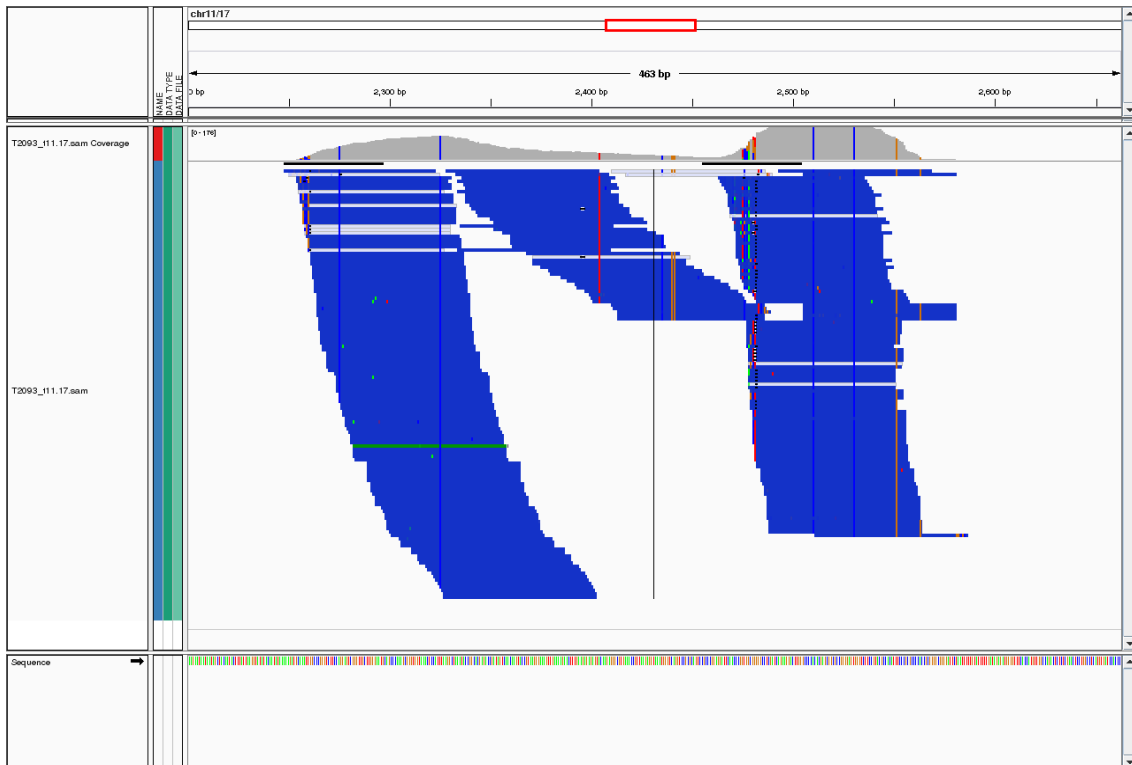 chr11/17
463 bp
0 bp
2,300 bp
2,400 bp
2,500 bp
2,600 bp
NAME
DATA TYPE
DATA FILE
T2093_t11.17.sam Coverage
[0 - 176]
T2093_t11.17.sam
Sequence